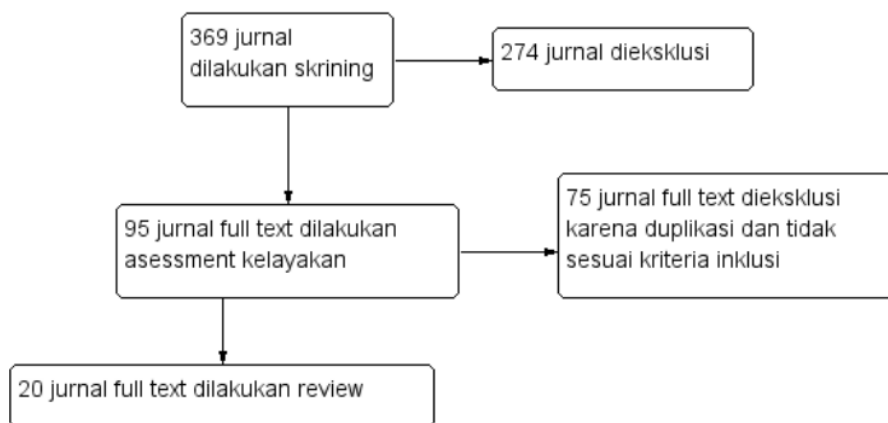 369 jurnal
dilakukan skrining
274 jurnal dieksklusi
95 jurnal full text dilakukan
asessment kelayakan
75 jurnal full text dieksklusi
karena duplikasi dan tidak
sesuai kriteria inklusi
20 jurnal full text dilakukan review